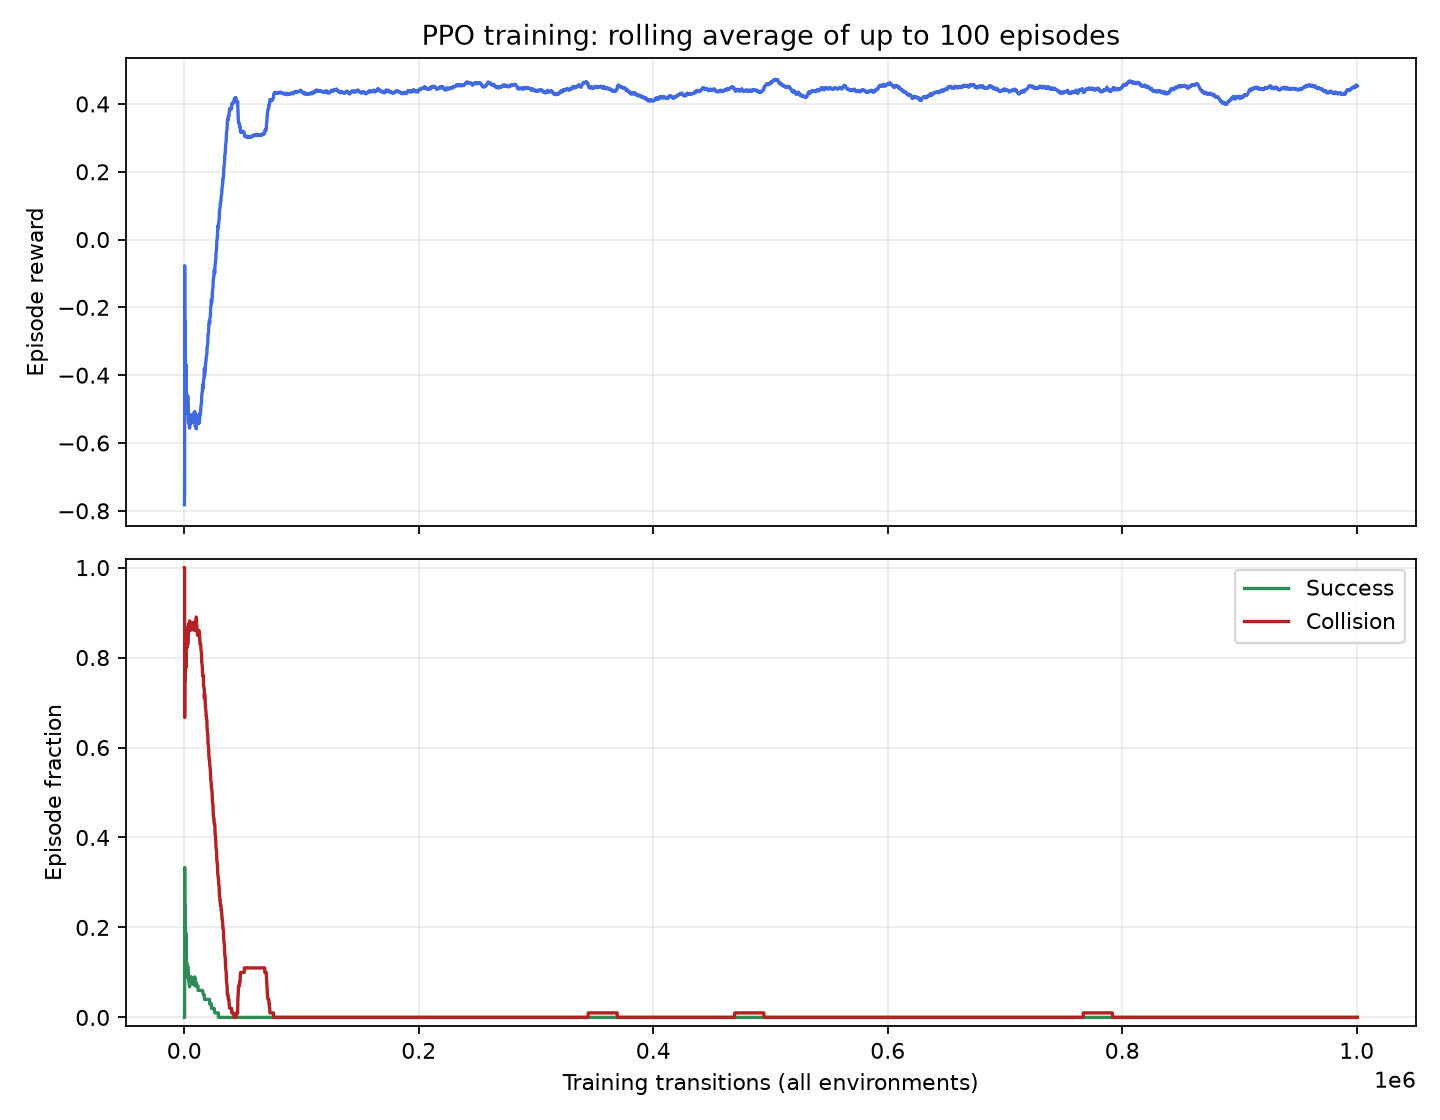 PPO training: rolling average of up to 100 episodes
Episode reward
0.4
0.2
0.0
−0.2
−0.4
−0.6
−0.8
Episode fraction
1.0
0.8
0.6
0.4
0.2
0.0
Success
Collision
0.0 0.2 0.4 0.6 0.8 1.0
1e6
Training transitions (all environments)